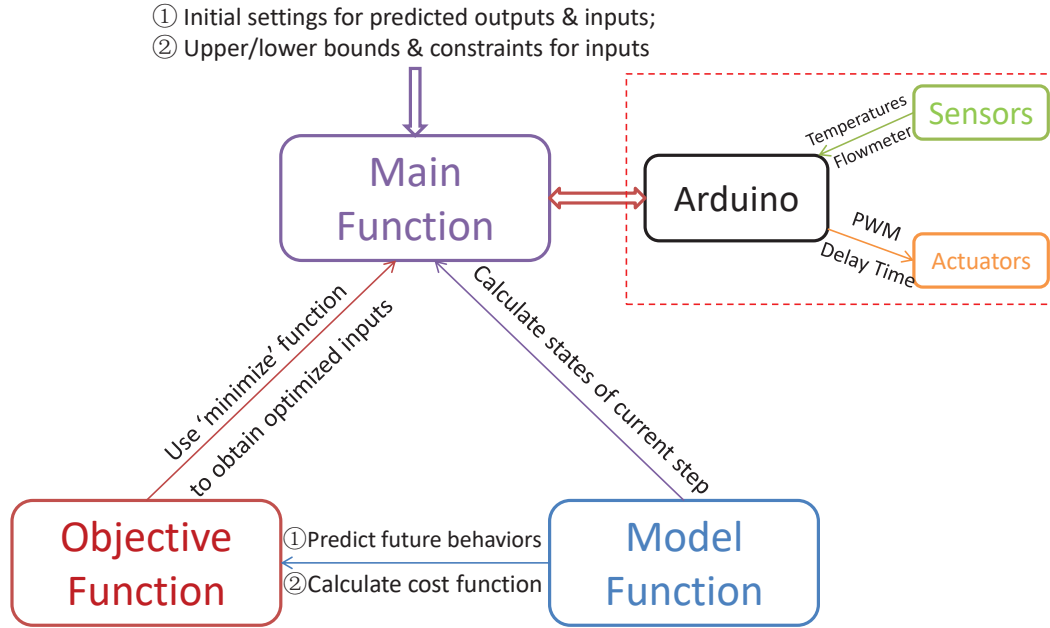 ① Initial settings for predicted outputs & inputs;
② Upper/lower bounds & constraints for inputs
Main
Function
Arduino
Sensors
Temperatures
Flowmeter
PWM
Delay Time
Actuators
Use ‘minimize’ function
to obtain optimized inputs
Calculate states of current step
Objective
Function
①Predict future behaviors
②Calculate cost function
Model
Function